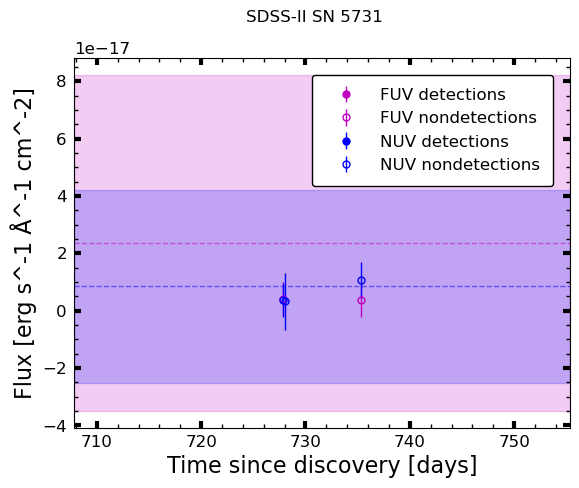 SDSS-II SN 5731
1e−17
FUV detections
FUV nondetections
NUV detections
NUV nondetections
8
6
4
2
0
−2
−4
Flux [erg s^-1 Å^-1 cm^-2]
710 720 730 740 750
Time since discovery [days]